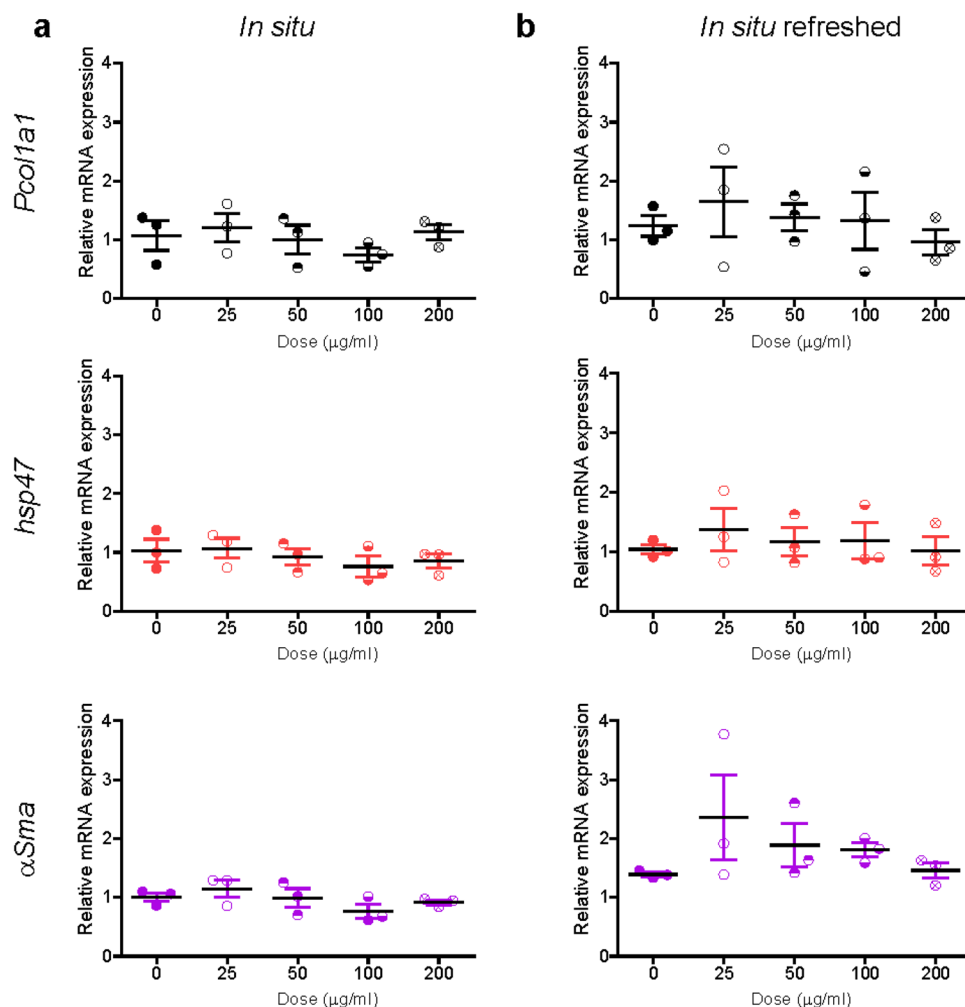 a
In situ
b
In situ refreshed
Pcol1a1
Relative mRNA expression
4
3
2
1
0
0 25 50 100 200
Dose (μg/ml)
Relative mRNA expression
4
3
2
1
0
0 25 50 100 200
Dose (μg/ml)
hsp47
Relative mRNA expression
4
3
2
1
0
0 25 50 100 200
Dose (μg/ml)
Relative mRNA expression
4
3
2
1
0
0 25 50 100 200
Dose (μg/ml)
αSma
Relative mRNA expression
4
3
2
1
0
0 25 50 100 200
Dose (μg/ml)
Relative mRNA expression
4
3
2
1
0
0 25 50 100 200
Dose (μg/ml)